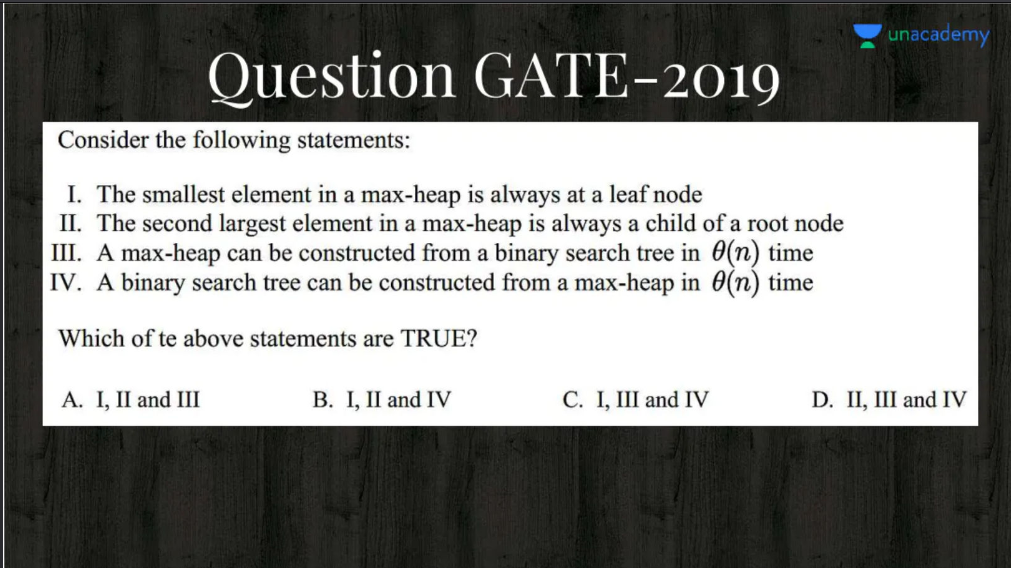 unacademy
Question GATE-2019
Consider the following statements:
I. The smallest element in a max-heap is always at a leaf node
II. The second largest element in a max-heap is always a child of a root node
III. A max-heap can be constructed from a binary search tree in θ(n) time
IV. A binary search tree can be constructed from a max-heap in θ(n) time
Which of te above statements are TRUE?
A. I, II and III B. I, II and IV C. I, III and IV D. II, III and IV